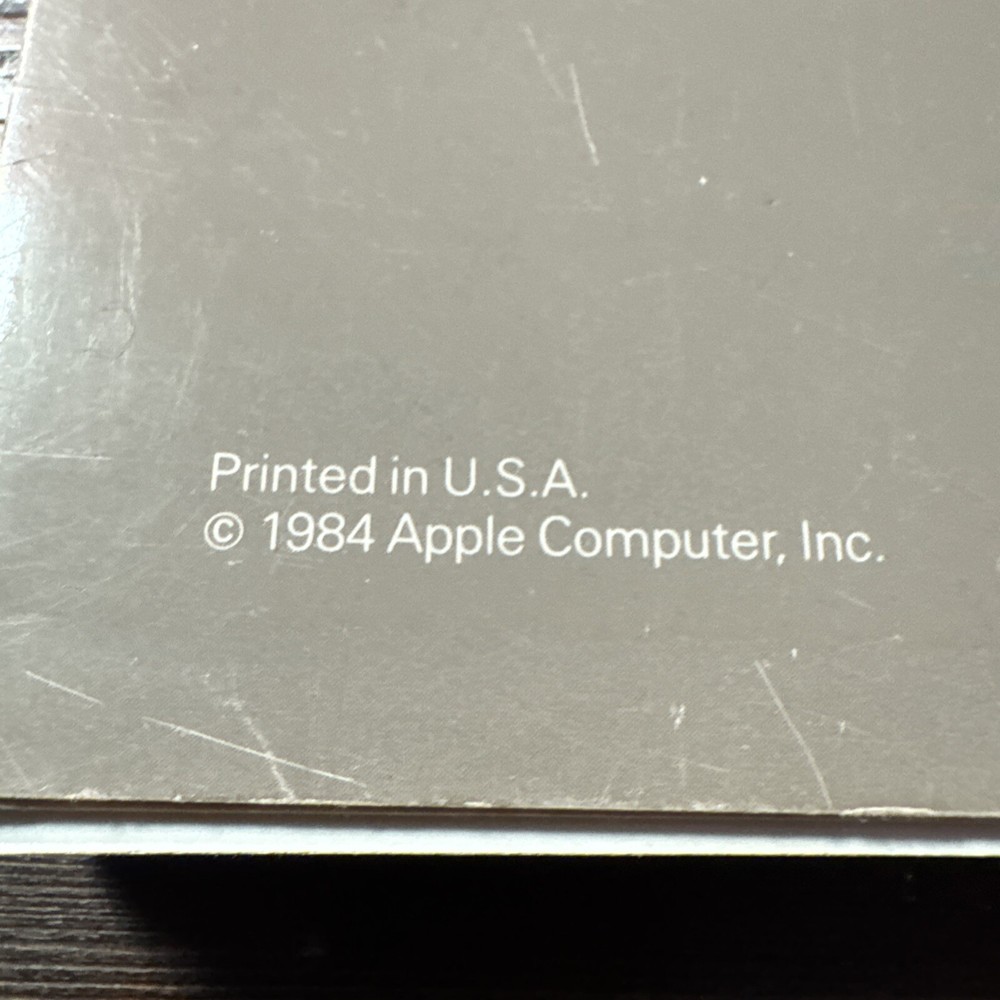 Printed in U.S.A.
© 1984 Apple Computer, Inc.